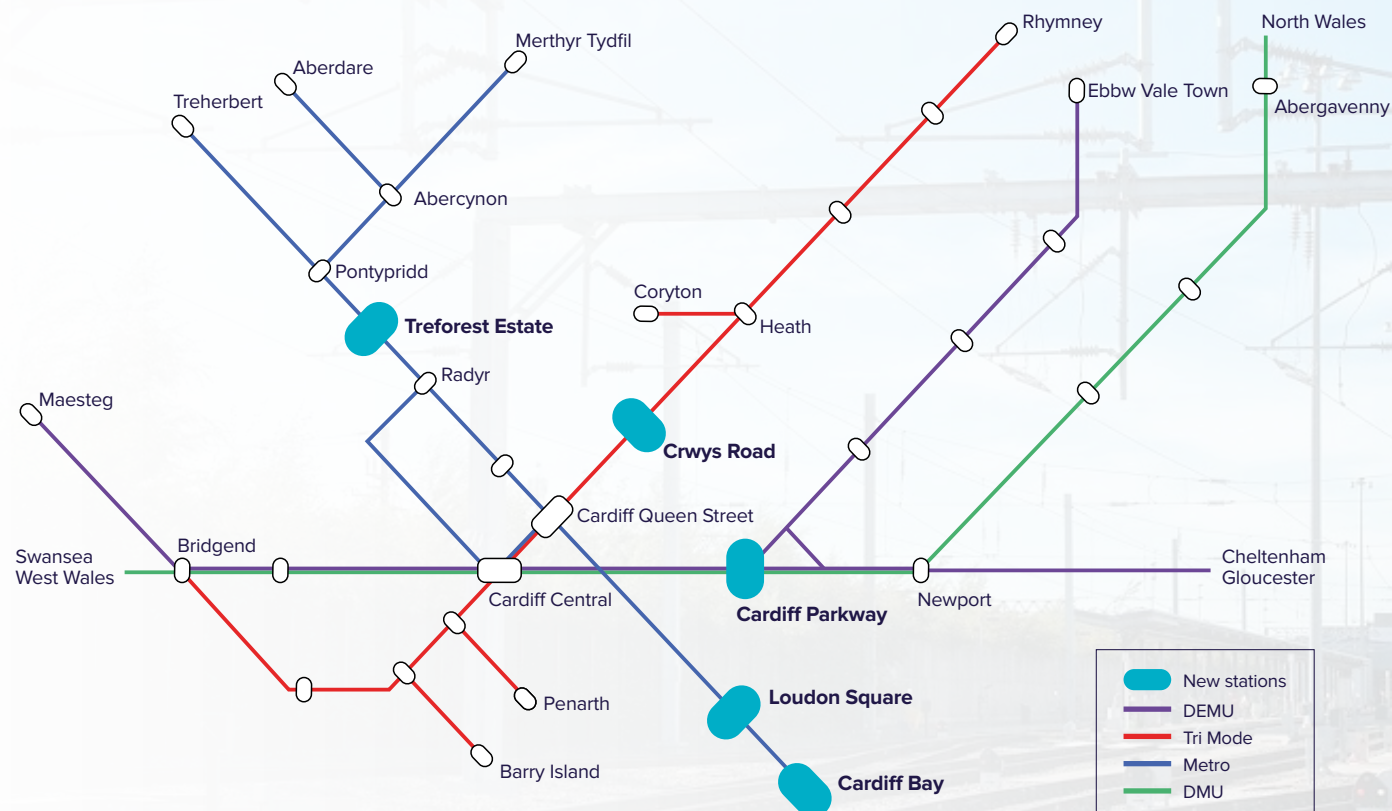 Rhymney
North Wales
Merthyr Tydfil
Aberdare
Ebbw Vale Town
Treherbert
Abergavenny
Abercynon
Pontypridd
Coryton
Treforest Estate
Heath
Radyr
Maesteg
Crwys Road
Cardiff Queen Street
Bridgend
Swansea
West Wales
Cheltenham
Gloucester
Cardiff Central
Newport
Cardiff Parkway
Loudon Square
Penarth
Barry Island
Cardiff Bay
New stations
DEMU
Tri Mode
Metro
DMU